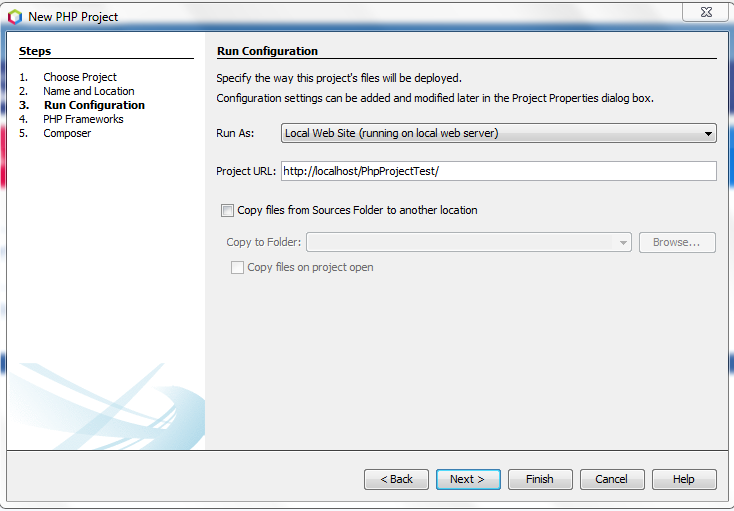 New PHP Project
Steps
1. Choose Project
2. Name and Location
3. Run Configuration
4. PHP Frameworks
5. Composer
Run Configuration
Specify the way this project's files will be deployed.
Configuration settings can be added and modified later in the Project Properties dialog box.
Run As: Local Web Site (running on local web server)
Project URL: http://localhost/PhpProjectTest/
Copy files from Sources Folder to another location
Copy to Folder: Browse...
Copy files on project open
< Back Next > Finish Cancel Help